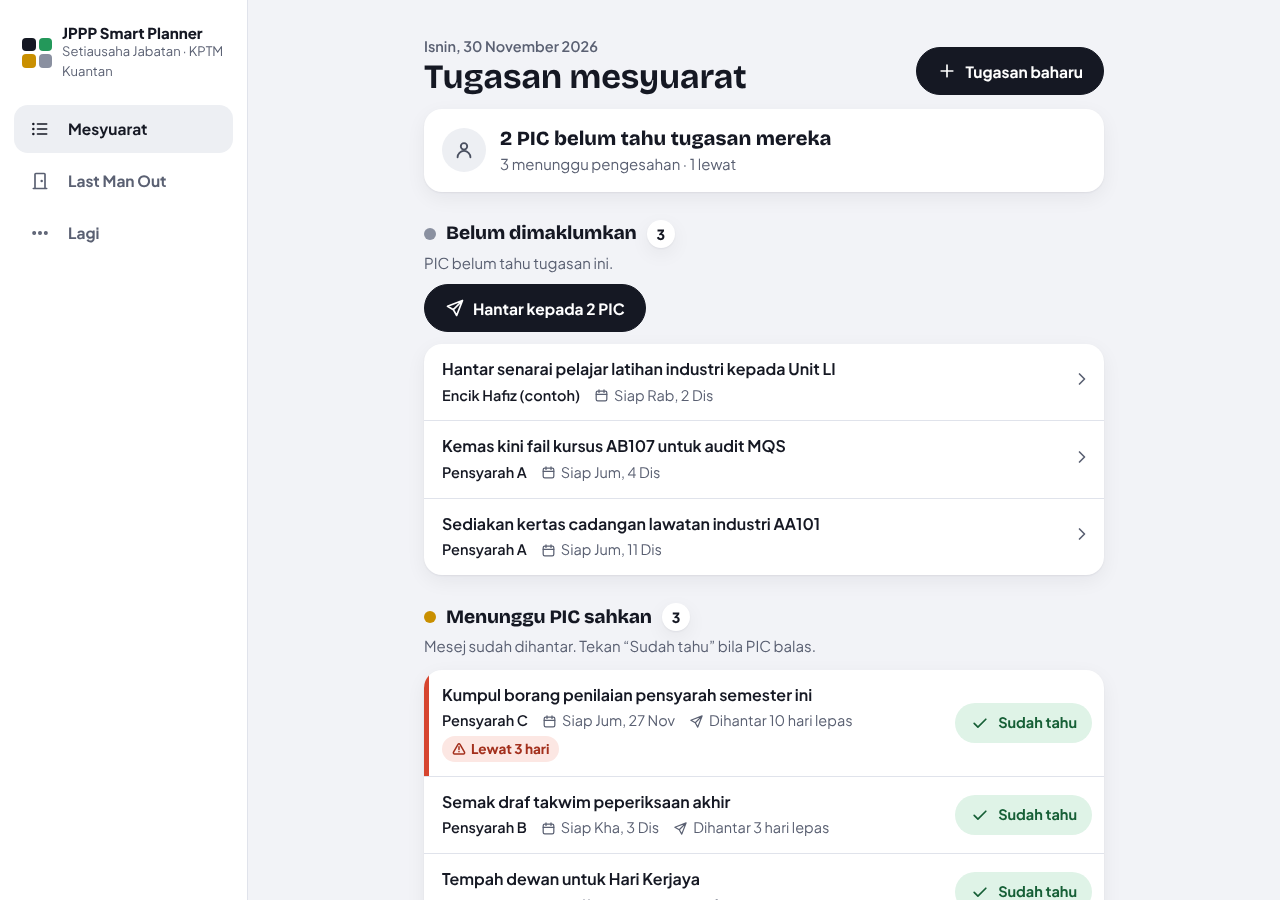 JPPP Smart Planner
Setiausaha Jabatan · KPTM
Kuantan
Mesyuarat
Last Man Out
Lagi
Isnin, 30 November 2026
Tugasan mesyuarat
Tugasan baharu
2 PIC belum tahu tugasan mereka
3 menunggu pengesahan · 1 lewat
Belum dimaklumkan 3
PIC belum tahu tugasan ini.
Hantar kepada 2 PIC
Hantar senarai pelajar latihan industri kepada Unit LI
Encik Hafiz (contoh) Siap Rab, 2 Dis
Kemas kini fail kursus AB107 untuk audit MQS
Pensyarah A Siap Jum, 4 Dis
Sediakan kertas cadangan lawatan industri AA101
Pensyarah A Siap Jum, 11 Dis
Menunggu PIC sahkan 3
Mesej sudah dihantar. Tekan “Sudah tahu” bila PIC balas.
Kumpul borang penilaian pensyarah semester ini
Pensyarah C Siap Jum, 27 Nov Dihantar 10 hari lepas
Lewat 3 hari
Sudah tahu
Semak draf takwim peperiksaan akhir
Pensyarah B Siap Kha, 3 Dis Dihantar 3 hari lepas
Sudah tahu
Tempah dewan untuk Hari Kerjaya
Sudah tahu